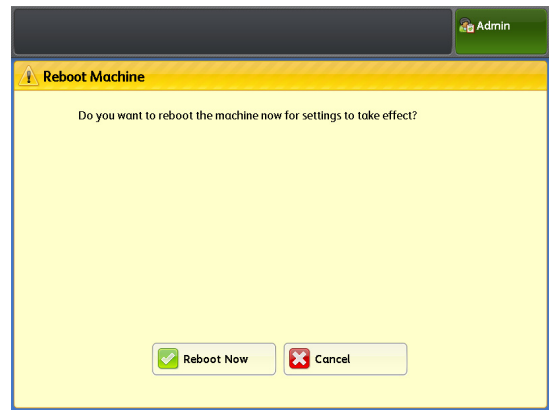 Admin
Reboot Machine
Do you want to reboot the machine now for settings to take effect?
Reboot Now
Cancel